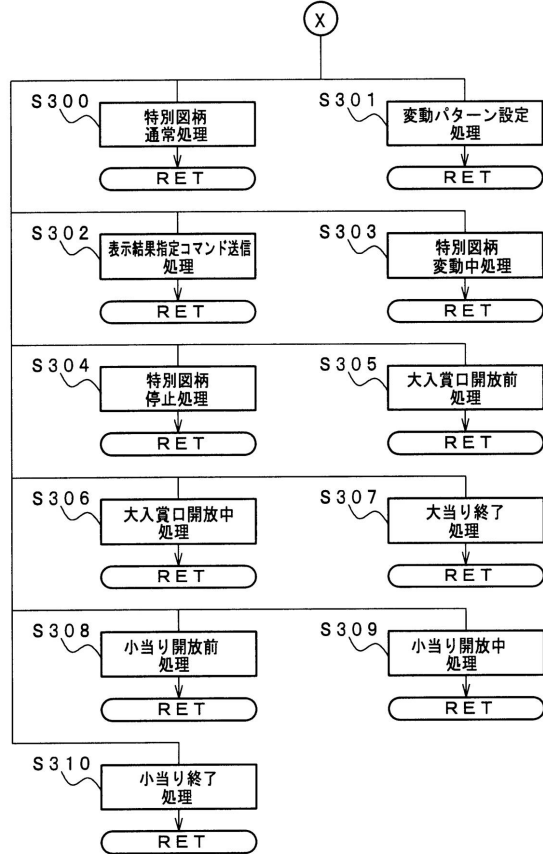 X
S300
特別図柄
通常処理
RET
S301
変動パターン設定
処理
RET
S302
表示結果指定コマンド送信
処理
RET
S303
特別図柄
変動中処理
RET
S304
特別図柄
停止処理
RET
S305
大入賞口開放前
処理
RET
S306
大入賞口開放中
処理
RET
S307
大当り終了
処理
RET
S308
小当り開放前
処理
RET
S309
小当り開放中
処理
RET
S310
小当り終了
処理
RET